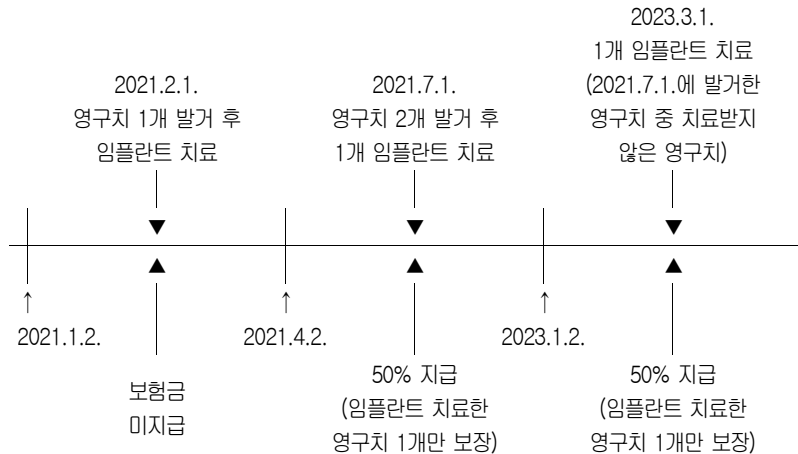 2023.3.1.
1개 임플란트 치료
(2021.7.1.에 발거한
영구치 중 치료받지
않은 영구치)
2021.2.1.
영구치 1개 발거 후
임플란트 치료
2021.7.1.
영구치 2개 발거 후
1개 임플란트 치료
2021.1.2.
2021.4.2.
2023.1.2.
보험금
미지급
50% 지급
(임플란트 치료한
영구치 1개만 보장)
50% 지급
(임플란트 치료한
영구치 1개만 보장)